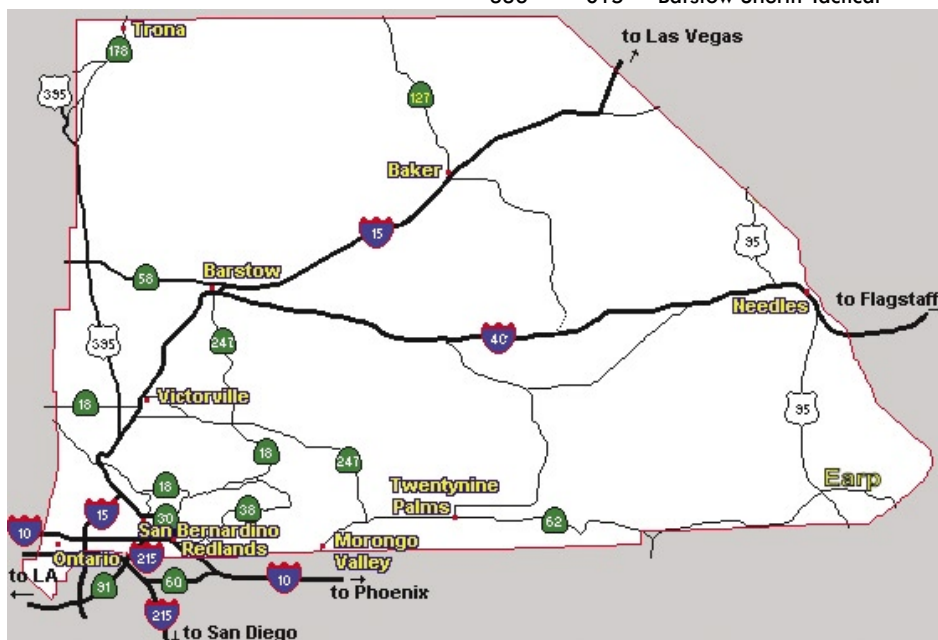 Barstow Sheriff Tactical
Trona
to Las Vegas
178
395
127
Baker
15
95
58
Barstow
Needles
to Flagstaff
395
247
40
18
Victorville
95
18
247
18
Twentynine
Palms
Earp
15
30
38
10
San Bernardino
62
Redlands
Morongo
Valley
Ontario
215
to LA
91
60
10
to Phoenix
215
to San Diego